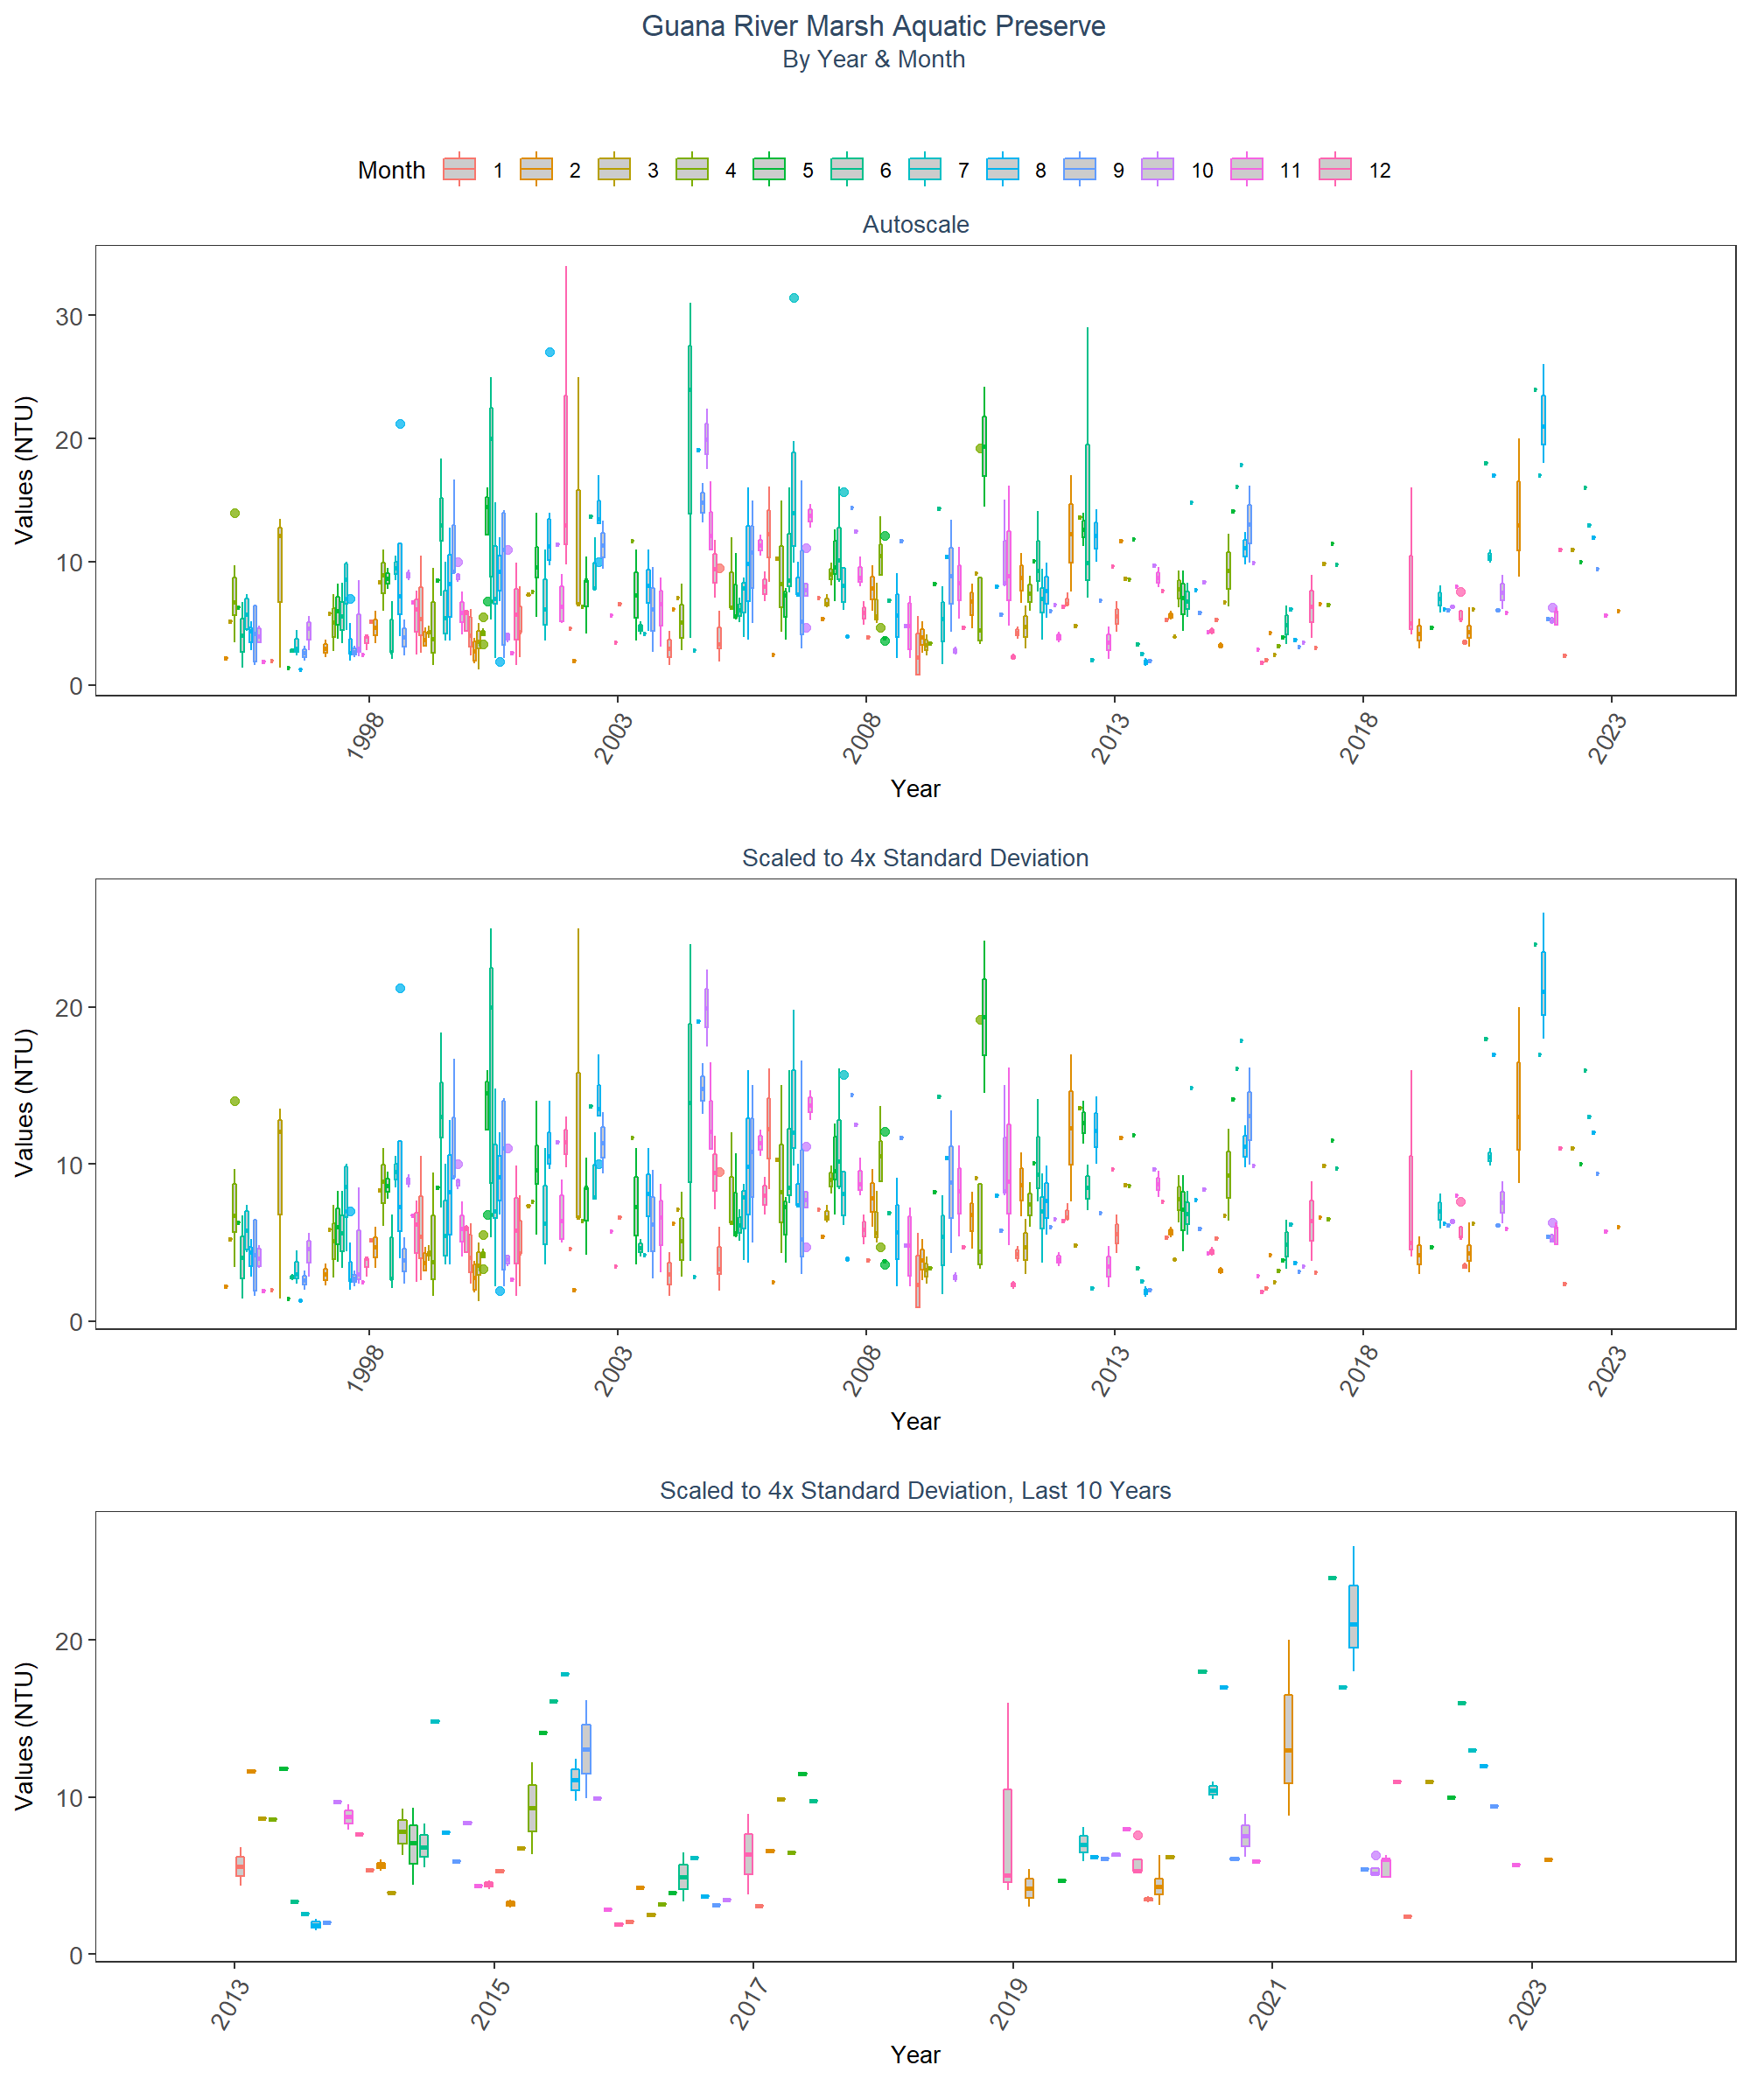 Guana River Marsh Aquatic Preserve
By Year & Month
Month 1 2 3 4 5 6 7 8 9 10 11 12
Autoscale
Values (NTU)
30
20
10
0
1998 2003 2008 2013 2018 2023
Year
Scaled to 4x Standard Deviation
Values (NTU)
20
10
0
1998 2003 2008 2013 2018 2023
Year
Scaled to 4x Standard Deviation, Last 10 Years
Values (NTU)
20
10
0
2013 2015 2017 2019 2021 2023
Year